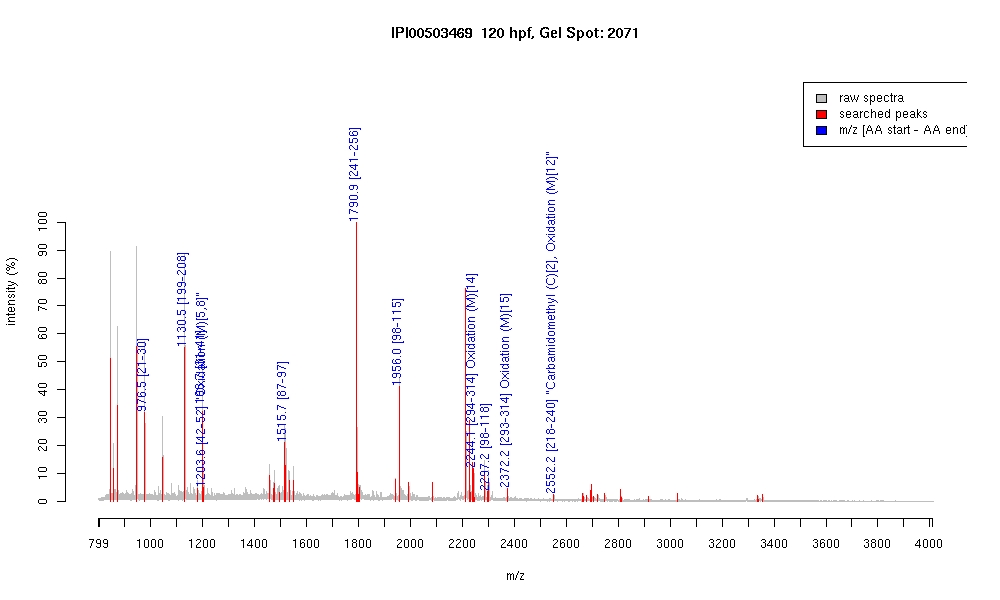 IPI00503469 120 hpf, Gel Spot: 2071
raw spectra
searched peaks
m/z [AA start - AA end]
intensity (%)
100
90
80
70
60
50
40
30
20
10
0
976.5 [21-30]
1130.5 [199-208]
1203.6 [42-52] "Oxidation (M)[5,8]"
1515.7 [87-97]
1790.9 [241-256]
1956.0 [98-115]
2244.1 [294-314] Oxidation (M)[14]
2297.2 [98-118]
2372.2 [293-314] Oxidation (M)[15]
2552.2 [218-240] "Carbamidomethyl (C)[2], Oxidation (M)[12]"
799 1000 1200 1400 1600 1800 2000 2200 2400 2600 2800 3000 3200 3400 3600 3800 4000
m/z